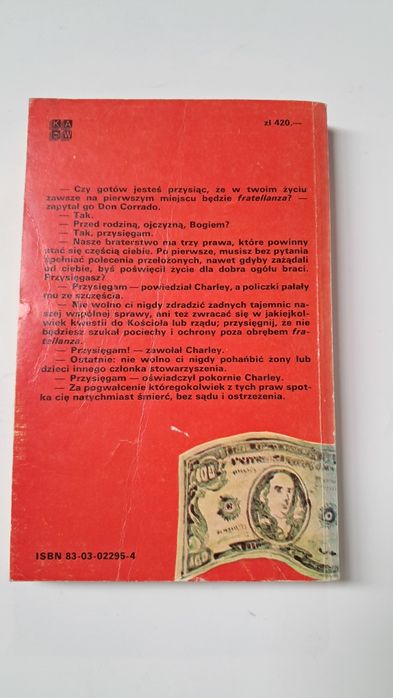 KA
W
zł 420.—
— Czy gotów jesteś przysiąc, że w twoim życiu
zawsze na pierwszym miejscu będzie fratellanza? —
zapytał go Don Corrado.
— Tak.
— Przed rodziną, ojczyzną, Bogiem?
— Tak, przysięgam.
— Nasze braterstwo ma trzy prawa, które powinny
stać się częścią ciebie. Po pierwsze, musisz bez pytania
spełniać polecenia przełożonych, nawet gdyby zażądali
od ciebie, byś poświęcił życie dla dobra ogółu braci.
Przysięgasz?
— Przysięgam — powiedział Charley, a policzki pałały
mu ze szczęścia.
— Nie wolno ci nigdy zdradzić żadnych tajemnic na-
szej wspólnej sprawy, ani też zwracać się w jakiejkol-
wiek kwestii do Kościoła lub rządu; przysięgnij, że nie
będziesz szukał pociechy i ochrony poza obrębem fra-
tellanza.
— Przysięgam! — zawołał Charley.
— Ostatnie: nie wolno ci nigdy pohańbić żony lub
dzieci innego członka stowarzyszenia.
— Przysięgam — oświadczył pokornie Charley.
— Za pogwałcenie któregokolwiek z tych praw spot-
ka cię natychmiast śmierć, bez sądu i ostrzeżenia.
100
100
ISBN 83-03-02295-4